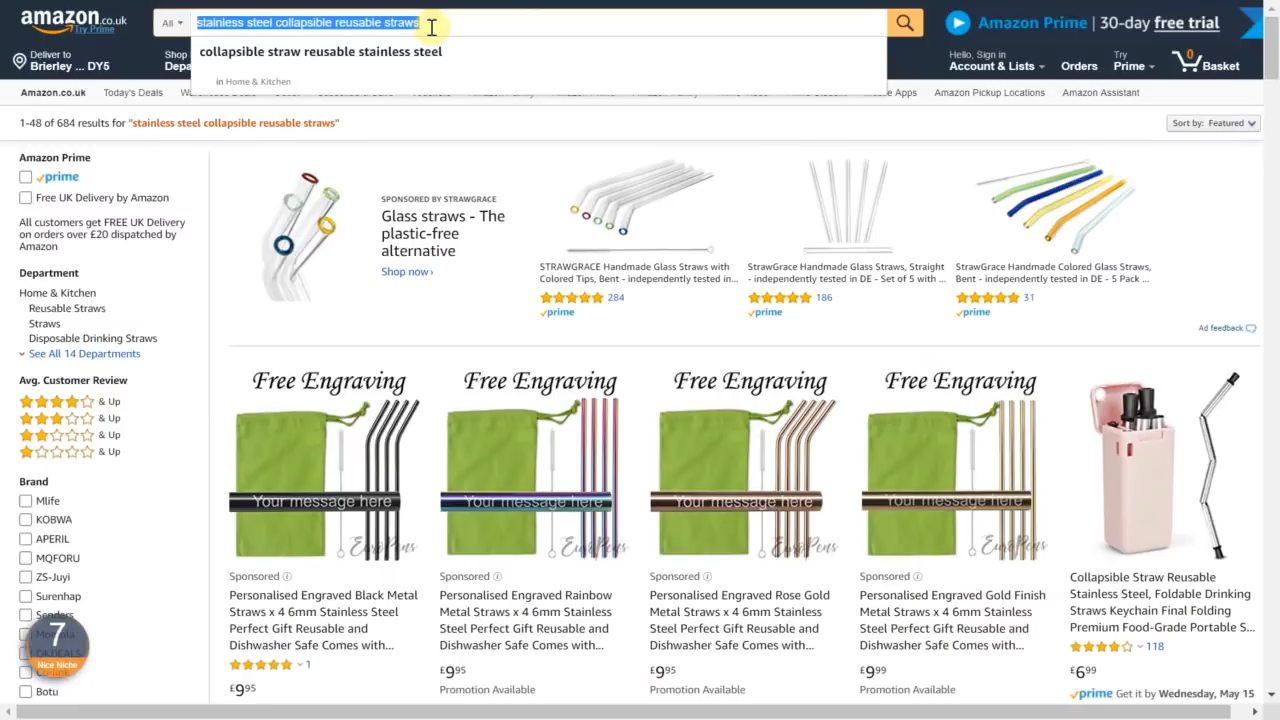 amazon.co.uk
Try Prime
All
stainless steel collapsible reusable straws
Amazon Prime | 30-day free trial
collapsible straw reusable stainless steel
in Home & Kitchen
Deliver to
Brierley ... DY5
Shop
Depa
Hello, Sign in
Account & Lists
Orders
Try
Prime
0
Basket
Amazon.co.uk
Today's Deals
Apps
Amazon Pickup Locations
Amazon Assistant
1-48 of 684 results for "stainless steel collapsible reusable straws"
Sort by: Featured
Amazon Prime
prime
Free UK Delivery by Amazon
All customers get FREE UK Delivery
on orders over £20 dispatched by
Amazon
Department
Home & Kitchen
Reusable Straws
Straws
Disposable Drinking Straws
See All 14 Departments
Avg. Customer Review
& Up
& Up
& Up
& Up
Brand
Mlife
KOBWA
APERIL
MQFORU
ZS-Juyi
Surenhap
Senders
7
Nice Niche
Botu
SPONSORED BY STRAWGRACE
Glass straws - The
plastic-free
alternative
Shop now ›
STRAWGRACE Handmade Glass Straws with
Colored Tips, Bent - independently tested in...
284
prime
StrawGrace Handmade Glass Straws, Straight
- independently tested in DE - Set of 5 with ...
186
prime
StrawGrace Handmade Colored Glass Straws,
Bent - independently tested in DE - 5 Pack ...
31
prime
Ad feedback
Free Engraving
Your message here
EuroPens
Sponsored
Personalised Engraved Black Metal
Straws x 4 6mm Stainless Steel
Perfect Gift Reusable and
Dishwasher Safe Comes with...
1
£9.95
Free Engraving
Your message here
EuroPens
Sponsored
Personalised Engraved Rainbow
Metal Straws x 4 6mm Stainless
Steel Perfect Gift Reusable and
Dishwasher Safe Comes with...
£9.95
Promotion Available
Free Engraving
Your message here
EuroPens
Sponsored
Personalised Engraved Rose Gold
Metal Straws x 4 6mm Stainless
Steel Perfect Gift Reusable and
Dishwasher Safe Comes with...
£9.95
Promotion Available
Free Engraving
Your message here
EuroPens
Sponsored
Personalised Engraved Gold Finish
Metal Straws x 4 6mm Stainless
Steel Perfect Gift Reusable and
Dishwasher Safe Comes with...
£9.99
Promotion Available
Collapsible Straw Reusable
Stainless Steel, Foldable Drinking
Straws Keychain Final Folding
Premium Food-Grade Portable S...
118
£6.99
prime Get it by Wednesday, May 15